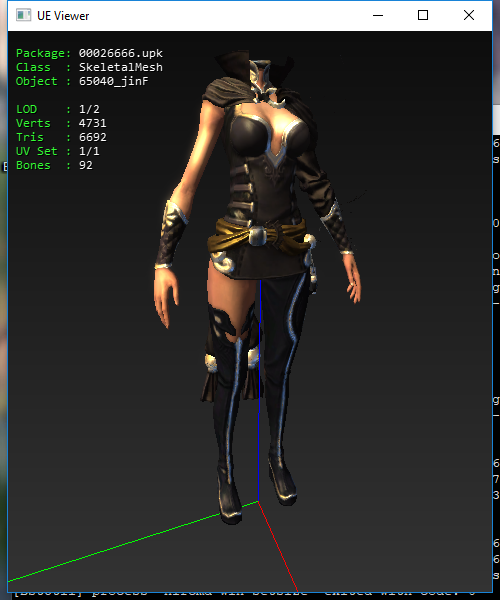 UE Viewer
Package: 00026666.upk
Class : SkeletalMesh
Object : 65040_jinF
LOD : 1/2
Verts : 4731
Tris : 6692
UV Set : 1/1
Bones : 92